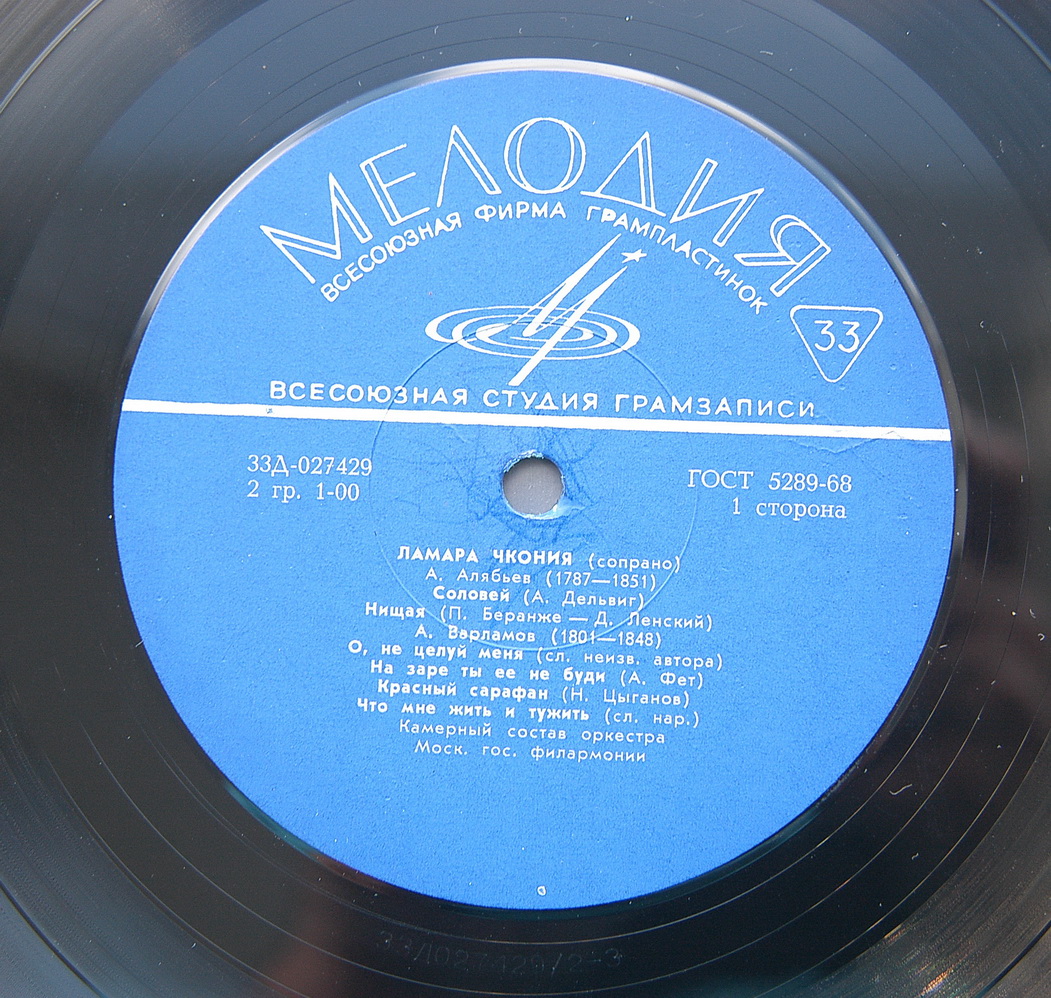 МЕЛОДИЯ
ВСЕСОЮЗНАЯ ФИРМА ГРАМПЛАСТИНОК
33
ВСЕСОЮЗНАЯ СТУДИЯ ГРАМЗАПИСИ
33Д-027429
ГОСТ 5289-68
2 гр. 1-00
1 сторона
ЛАМАРА ЧКОНИЯ (сопрано)
А. Алябьев (1787—1851)
Соловей (А. Дельвиг)
Нищая (П. Беранже — Д. Ленский)
А. Варламов (1801—1848)
О, не целуй меня (сл. неизв. автора)
На заре ты ее не буди (А. Фет)
Красный сарафан (Н. Цыганов)
Что мне жить и тужить (сл. нар.)
Камерный состав оркестра
Моск. гос. филармонии